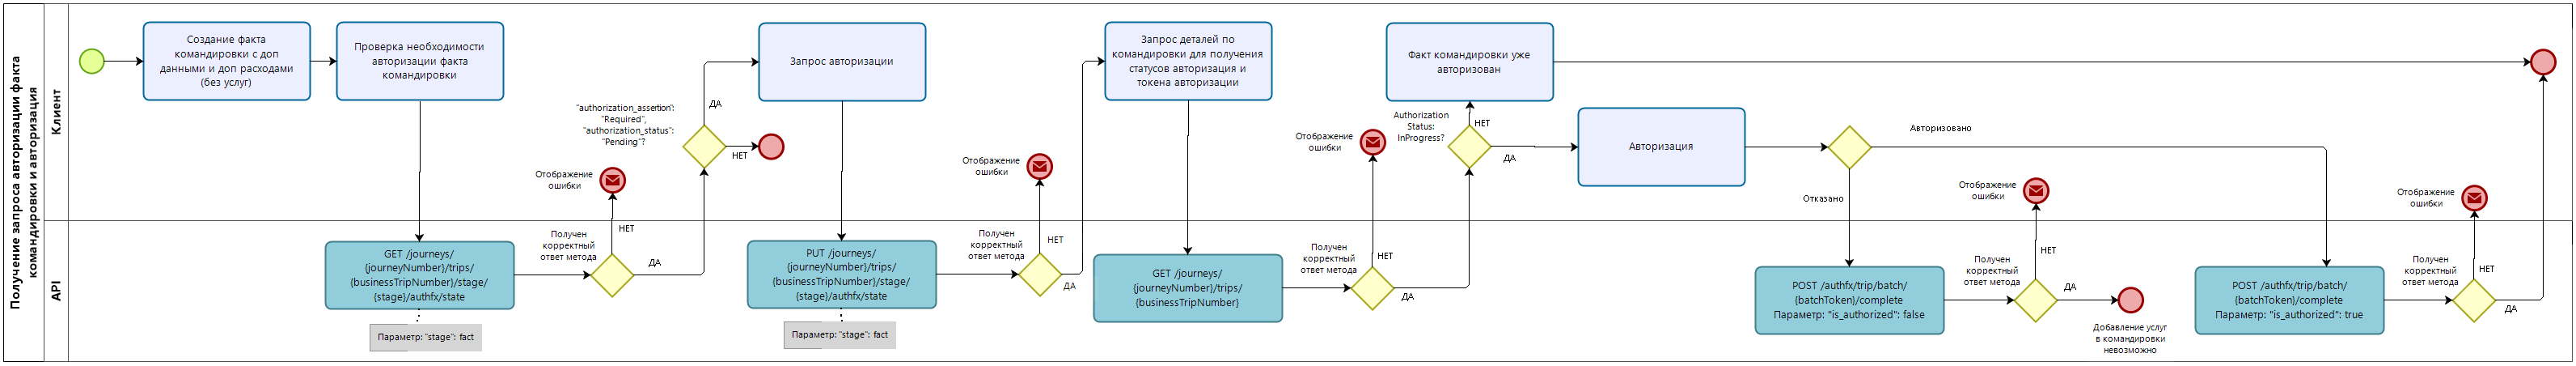 Получение запроса авторизации факта
командировки и авторизация
Клиент
API
Создание факта
командировки с доп
данными и доп расходами
(без услуг)
Проверка необходимости
авторизации факта
командировки
GET /journeys/
{journeyNumber}/trips/
{businessTripNumber}/stage/
{stage}/authfx/state
Параметр: "stage": fact
Получен
корректный
ответ метода
НЕТ
Отображение
ошибки
ДА
"authorization_assertion":
"Required",
"authorization_status":
"Pending"?
НЕТ
ДА
Запрос авторизации
PUT /journeys/
{journeyNumber}/trips/
{businessTripNumber}/stage/
{stage}/authfx/state
Параметр: "stage": fact
Получен
корректный
ответ метода
НЕТ
Отображение
ошибки
ДА
Запрос деталей по
командировки для получения
статусов авторизация и
токена авторизации
GET /journeys/
{journeyNumber}/trips/
{businessTripNumber}
Получен
корректный
ответ метода
НЕТ
Отображение
ошибки
ДА
Authorization
Status:
InProgress?
НЕТ
Факт командировки уже
авторизован
ДА
Авторизация
Авторизовано
Отказано
POST /authfx/trip/batch/
{batchToken}/complete
Параметр: "is_authorized": false
Получен
корректный
ответ метода
НЕТ
Отображение
ошибки
ДА
Добавление услуг
в командировки
невозможно
POST /authfx/trip/batch/
{batchToken}/complete
Параметр: "is_authorized": true
Получен
корректный
ответ метода
НЕТ
Отображение
ошибки
ДА